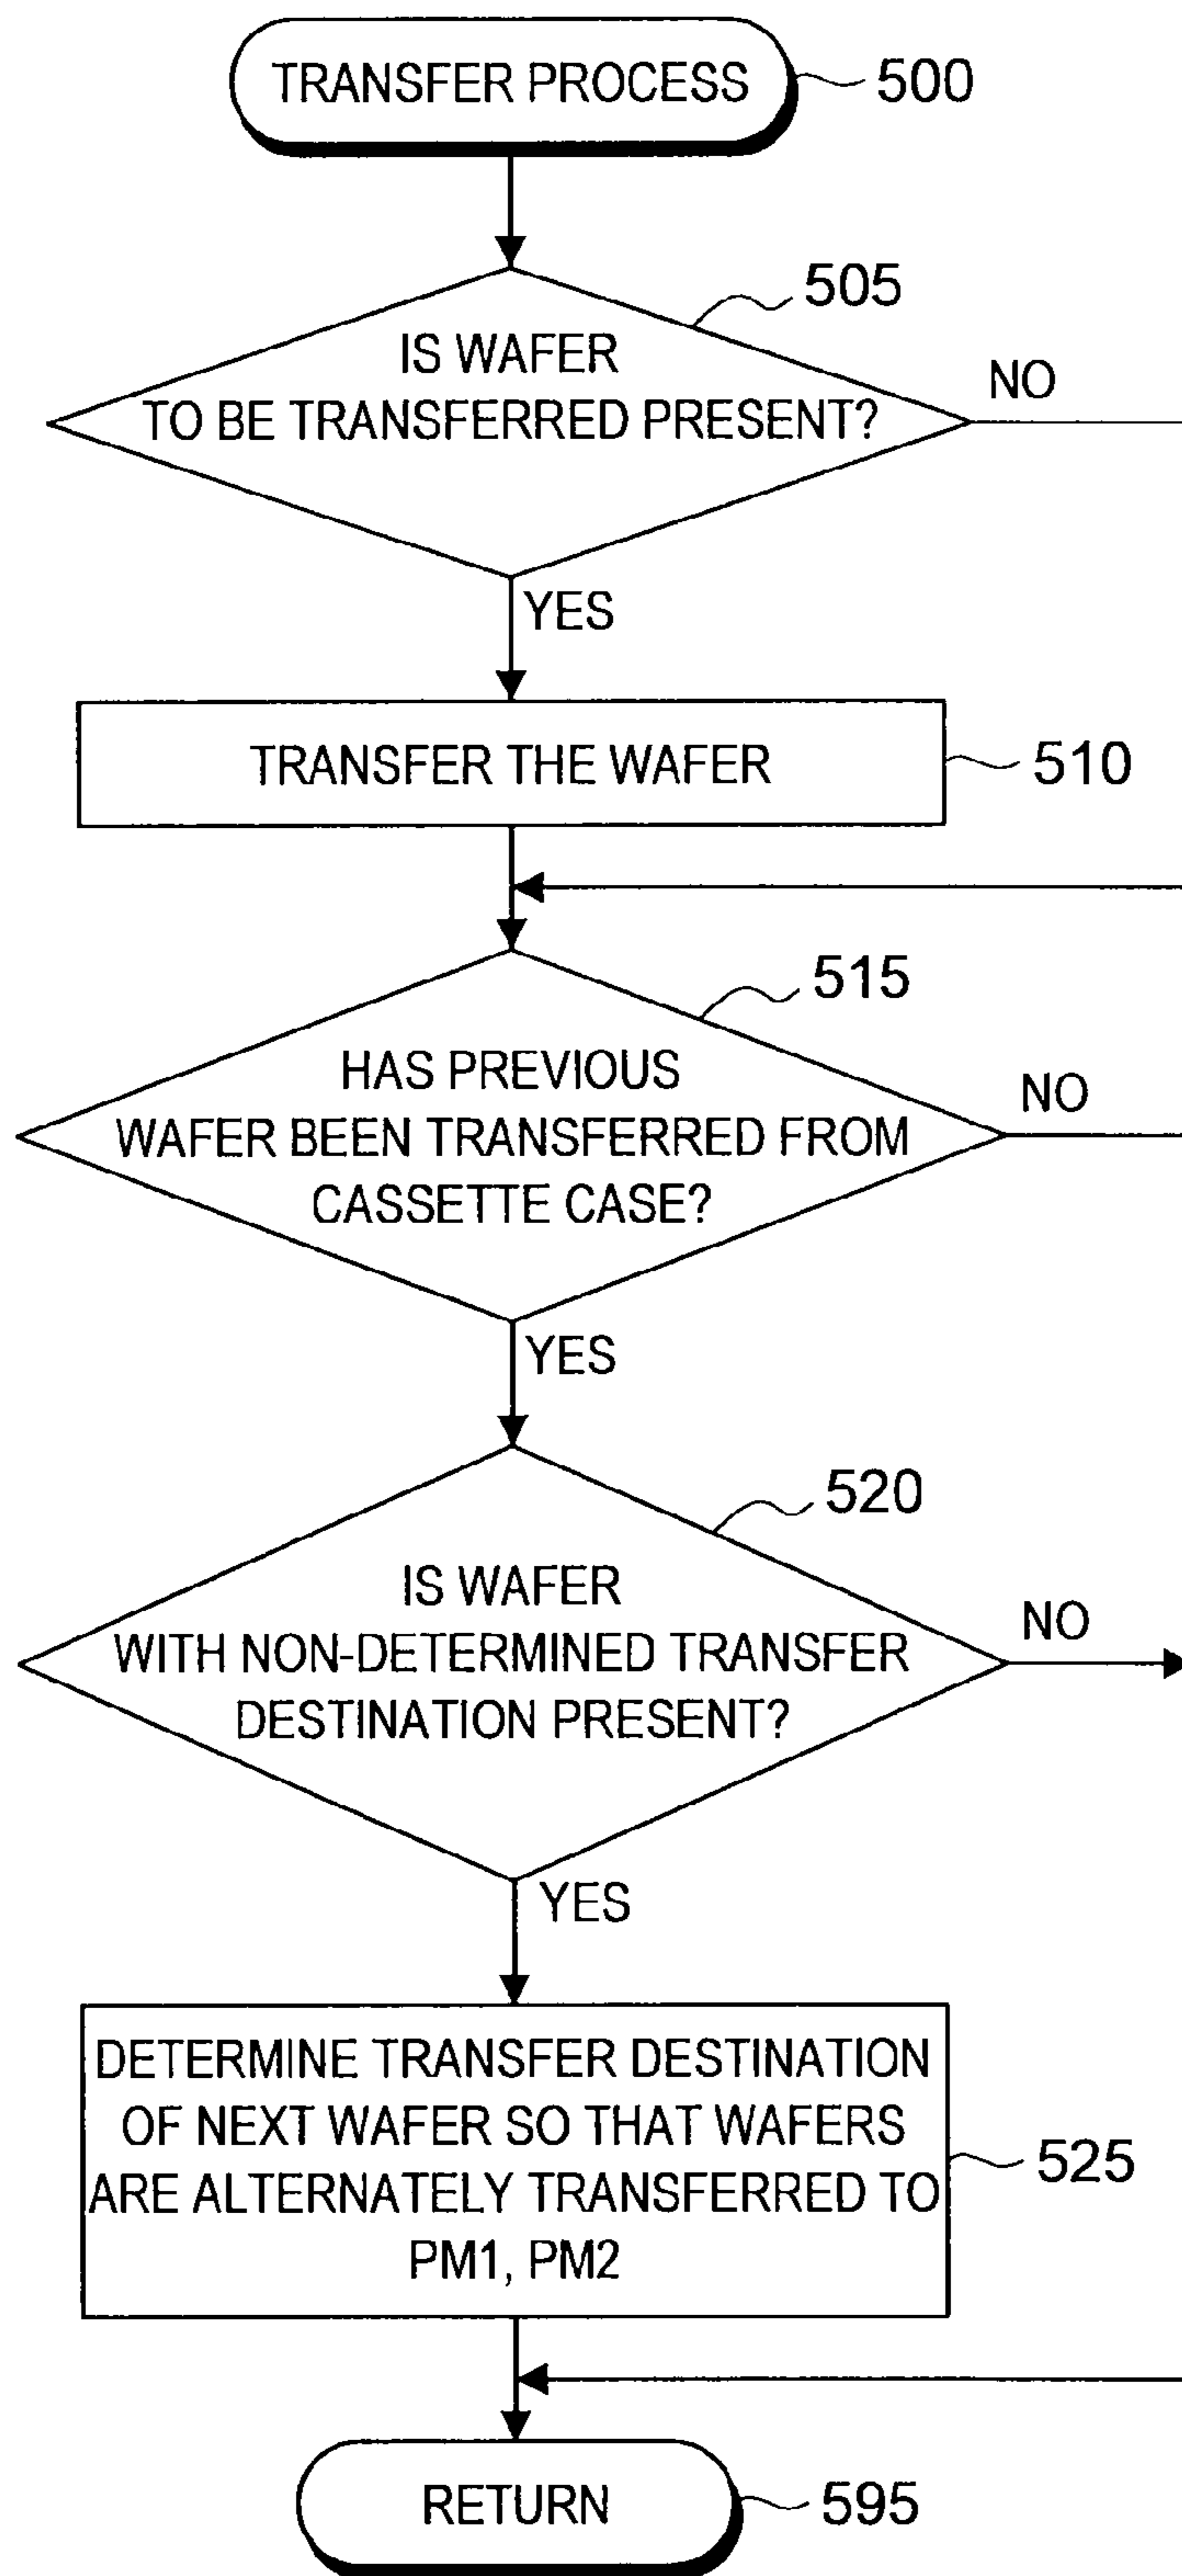 TRANSFER PROCESS
500
505
IS WAFER
TO BE TRANSFERRED PRESENT?
NO
YES
TRANSFER THE WAFER
510
515
HAS PREVIOUS
WAFER BEEN TRANSFERRED FROM
CASSETTE CASE?
NO
YES
520
IS WAFER
WITH NON-DETERMINED TRANSFER
DESTINATION PRESENT?
NO
YES
DETERMINE TRANSFER DESTINATION
OF NEXT WAFER SO THAT WAFERS
ARE ALTERNATELY TRANSFERRED TO
PM1, PM2
525
RETURN
595